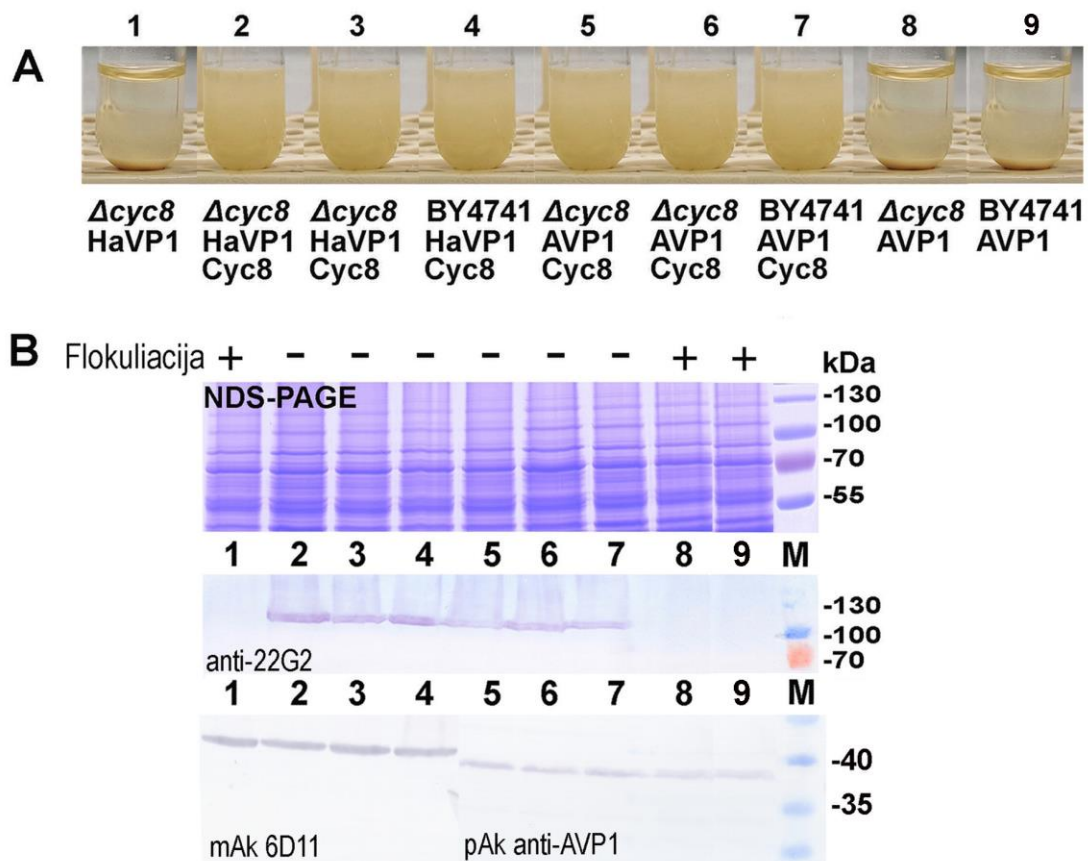 1 2 3 4 5 6 7 8 9
A
Δcyc8 Δcyc8 Δcyc8 BY4741 Δcyc8 Δcyc8 BY4741 Δcyc8 BY4741
HaVP1 HaVP1 HaVP1 HaVP1 AVP1 AVP1 AVP1 AVP1 AVP1
Cyc8 Cyc8 Cyc8 Cyc8 Cyc8 Cyc8
B
Flokuliacija + - - - - - - + + kDa
NDS-PAGE
-130
-100
-70
-55
1 2 3 4 5 6 7 8 9 M
-130
-100
anti-22G2 -70
1 2 3 4 5 6 7 8 9 M
-40
-35
mAk 6D11 pAk anti-AVP1